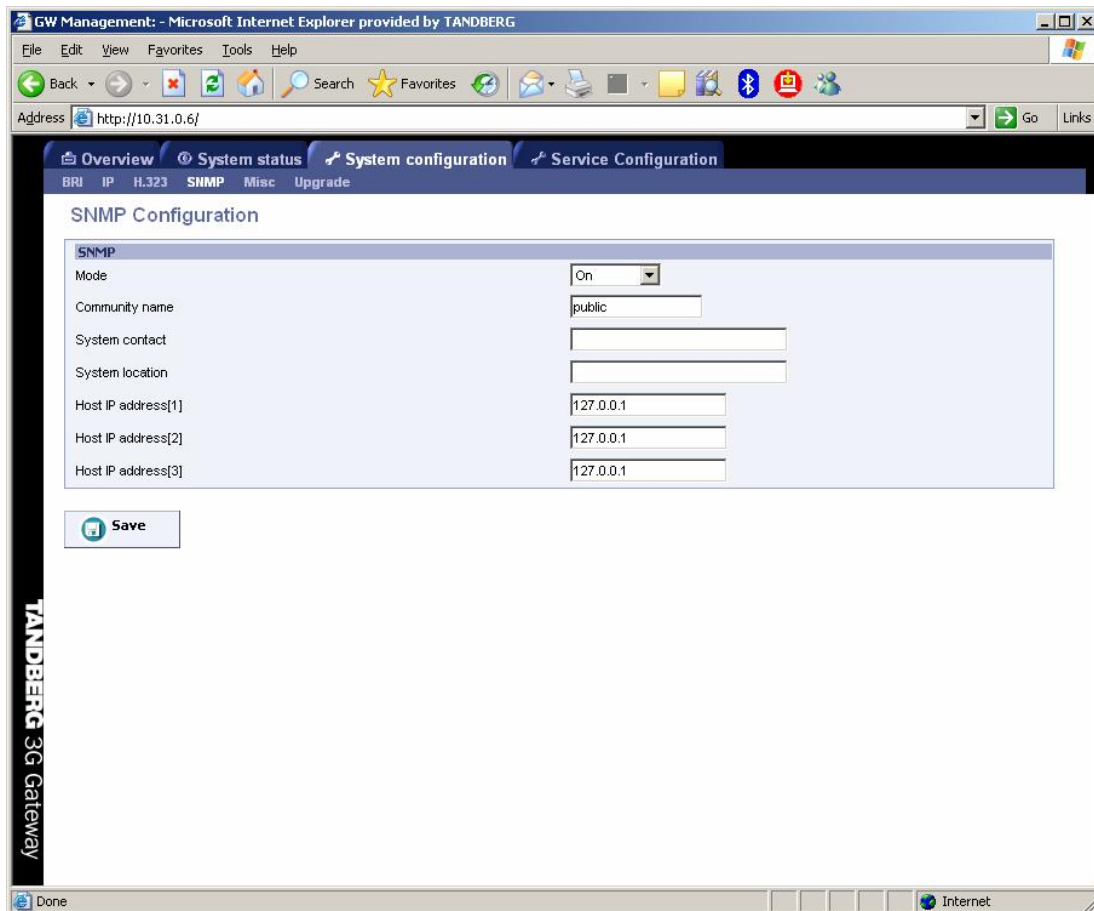 GW Management: - Microsoft Internet Explorer provided by TANDBERG
File Edit View Favorites Tools Help
Back Search Favorites
Address http://10.31.0.6/ Go Links
Overview System status System configuration Service Configuration
BRI IP H.323 SNMP Misc Upgrade
SNMP Configuration
SNMP
Mode On
Community name public
System contact
System location
Host IP address[1] 127.0.0.1
Host IP address[2] 127.0.0.1
Host IP address[3] 127.0.0.1
Save
TANDBERG 3G Gateway
Done Internet